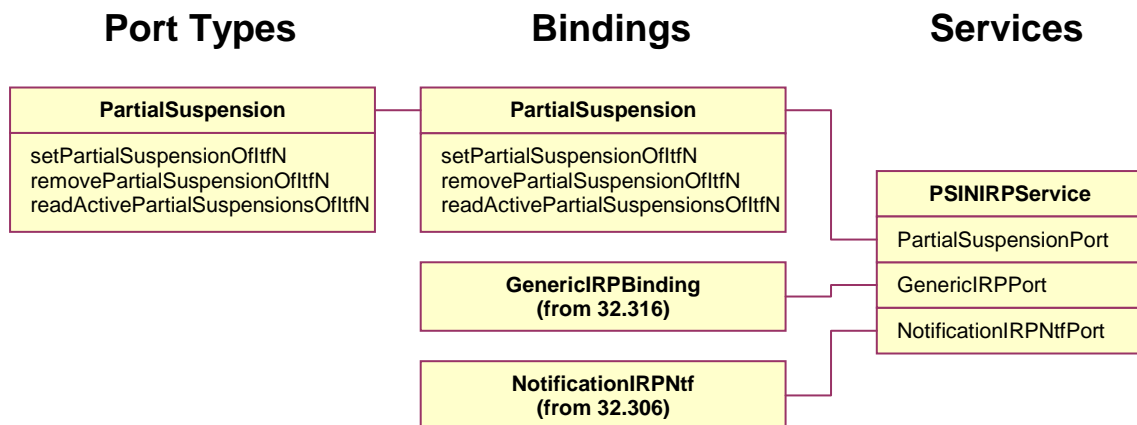 Port Types
Bindings
Services
PartialSuspension
setPartialSuspensionOfItfN
removePartialSuspensionOfItfN
readActivePartialSuspensionsOfItfN
PartialSuspension
setPartialSuspensionOfItfN
removePartialSuspensionOfItfN
readActivePartialSuspensionsOfItfN
GenericIRPBinding
(from 32.316)
NotificationIRPNtf
(from 32.306)
PSINIRPService
PartialSuspensionPort
GenericIRPPort
NotificationIRPNtfPort